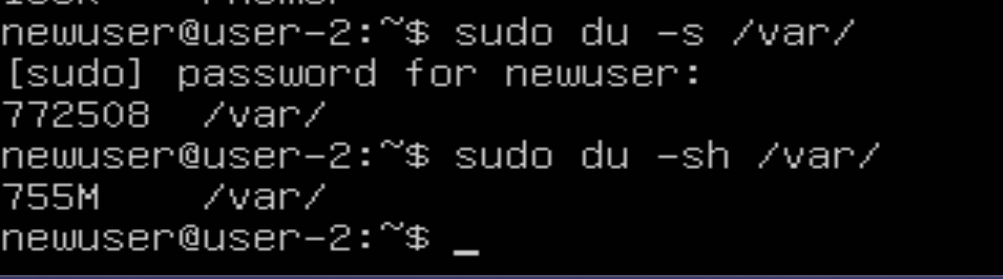 newuser@user-2:~$ sudo du -s /var/
[sudo] password for newuser:
772508  /var/
newuser@user-2:~$ sudo du -sh /var/
755M    /var/
newuser@user-2:~$ _